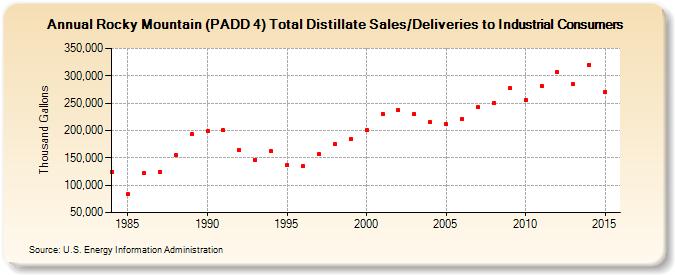 Annual Rocky Mountain (PADD 4) Total Distillate Sales/Deliveries to Industrial Consumers
Thousand Gallons
350,000
300,000
250,000
200,000
150,000
100,000
50,000
1985 1990 1995 2000 2005 2010 2015
Source: U.S. Energy Information Administration